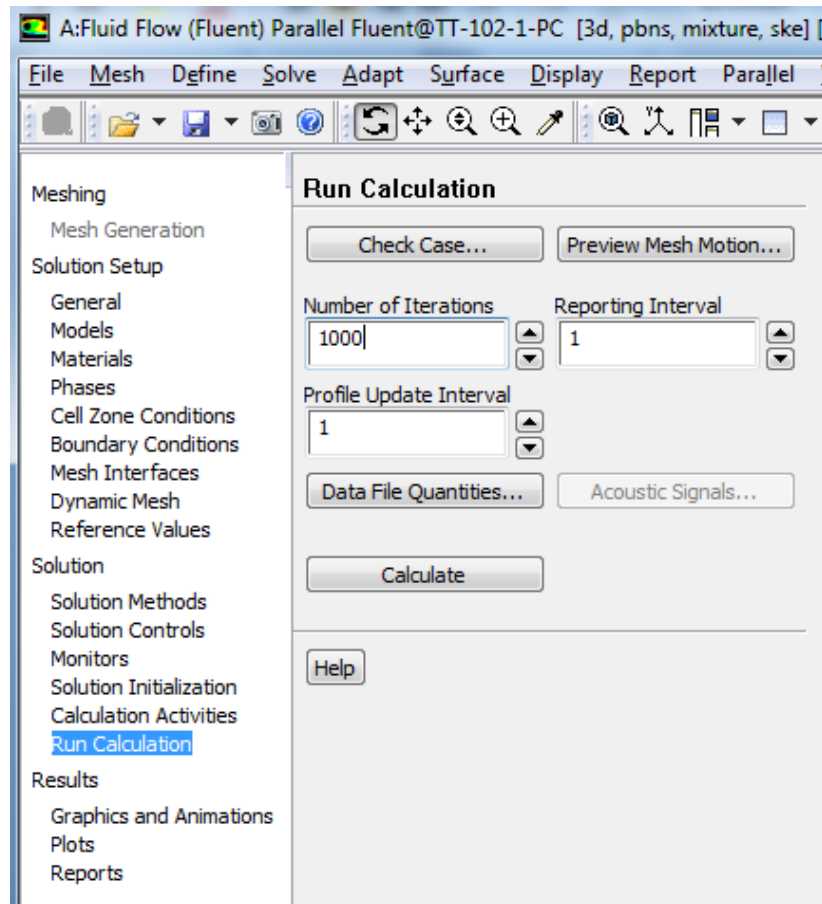 A:Fluid Flow (Fluent) Parallel Fluent@TT-102-1-PC [3d, pbns, mixture, ske] [
File Mesh Define Solve Adapt Surface Display Report Parallel
Meshing
Mesh Generation
Solution Setup
General
Models
Materials
Phases
Cell Zone Conditions
Boundary Conditions
Mesh Interfaces
Dynamic Mesh
Reference Values
Solution
Solution Methods
Solution Controls
Monitors
Solution Initialization
Calculation Activities
Run Calculation
Results
Graphics and Animations
Plots
Reports
Run Calculation
Check Case... Preview Mesh Motion...
Number of Iterations Reporting Interval
1000 1
Profile Update Interval
1
Data File Quantities... Acoustic Signals...
Calculate
Help